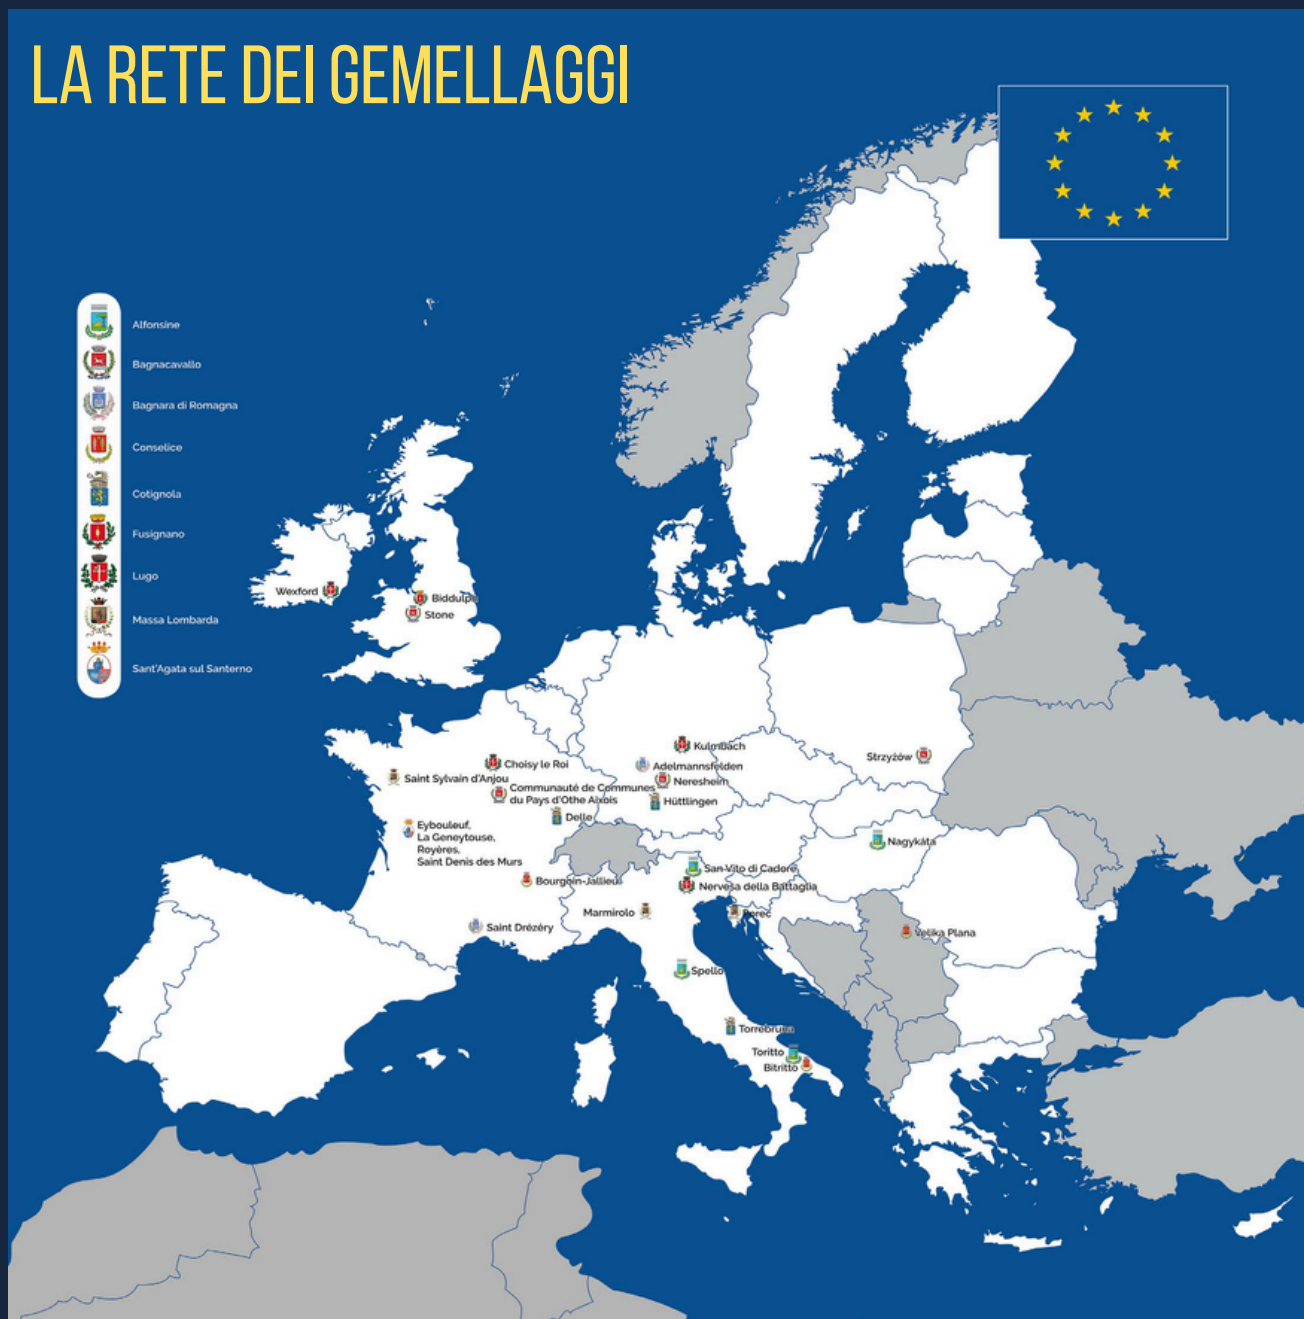 LA RETE DEI GEMELLAGGI
Alfonsine
Bagnacavallo
Bagnara di Romagna
Conselice
Cotignola
Fusignano
Lugo
Massa Lombarda
Sant'Agata sul Santerno
Wexford
Biddulph
Stone
Kulmbach
Strzyżów
Choisy le Roi
Adelmannsfelden
Saint Sylvain d'Anjou
Neresheim
Communauté de Communes
du Pays d'Othe Aixois
Hüttlingen
Delle
Eybouleuf,
La Geneytouse,
Royères,
Saint Denis des Murs
Nagykáta
San Vito di Cadore
Bourgoin-Jallieu
Nervesa della Battaglia
Marmirolo
Porec
Saint Drézéry
Velika Plana
Spello
Torrebruna
Toritto
Bitritto